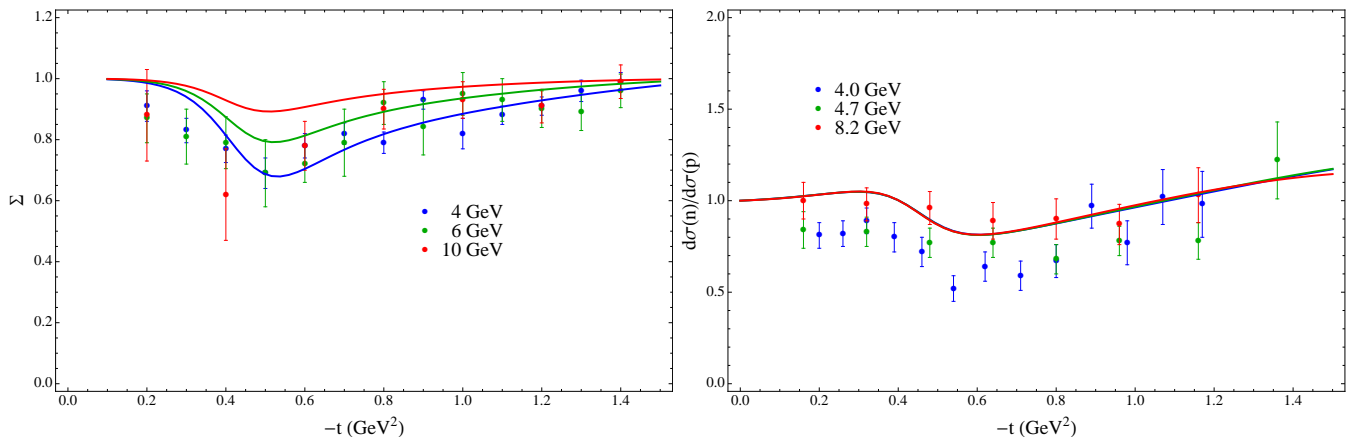 1.2
1.0
0.8
0.6
0.4
0.2
0.0
Σ
4 GeV
6 GeV
10 GeV
0.0 0.2 0.4 0.6 0.8 1.0 1.2 1.4
−t (GeV²)
2.0
1.5
1.0
0.5
0.0
dσ(n)/dσ(p)
4.0 GeV
4.7 GeV
8.2 GeV
0.0 0.2 0.4 0.6 0.8 1.0 1.2 1.4
−t (GeV²)